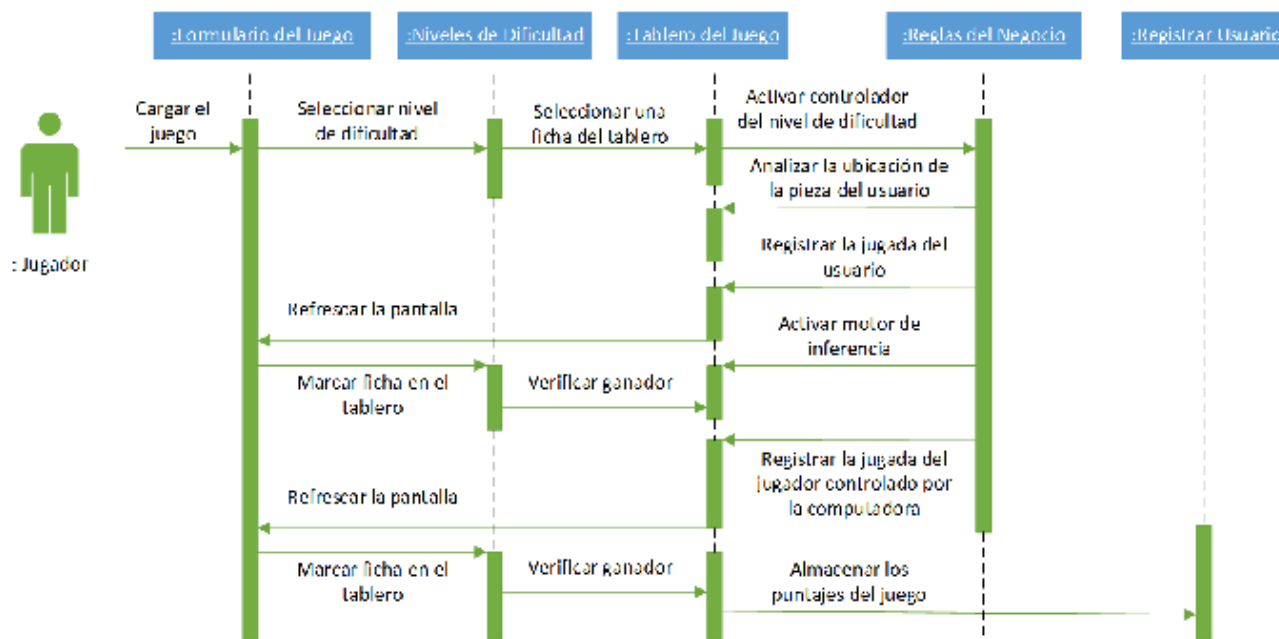 :Formulario del Juego
:Niveles de Dificultad
:Tablero del Juego
:Reglas del Negocio
:Registrar Usuario
Cargar el
juego
Seleccionar nivel
de dificultad
Seleccionar una
ficha del tablero
Activar controlador
del nivel de dificultad
Analizar la ubicación de
la pieza del usuario
: Jugador
Registrar la jugada del
usuario
Refrescar la pantalla
Activar motor de
inferencia
Marcar ficha en el
tablero
Verificar ganador
Registrar la jugada del
jugador controlado por
la computadora
Refrescar la pantalla
Marcar ficha en el
tablero
Verificar ganador
Almacenar los
puntajes del juego